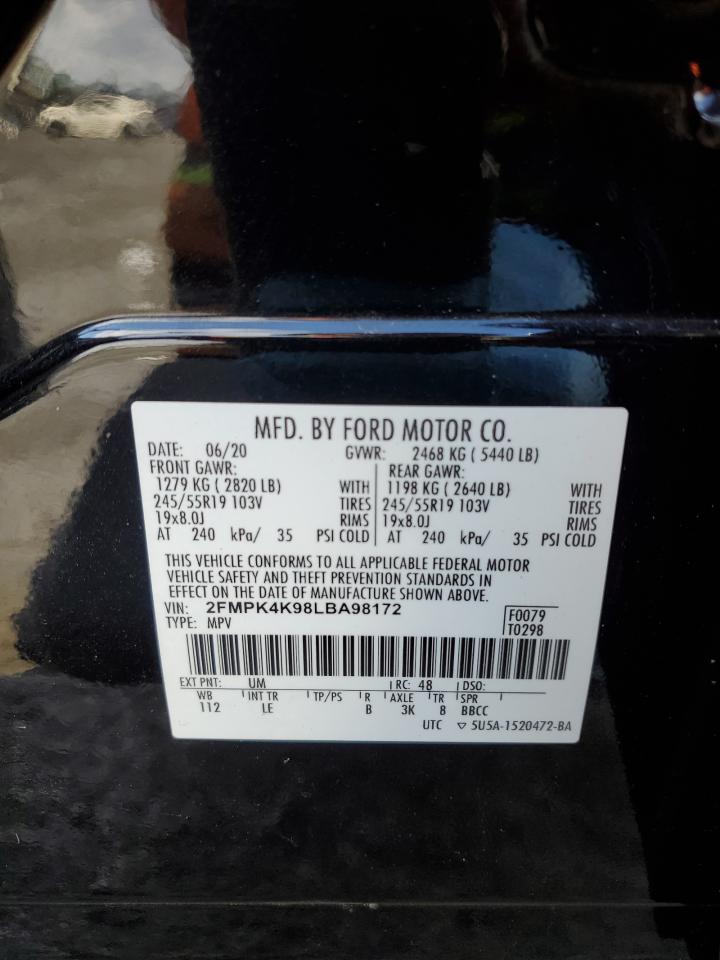 MFD. BY FORD MOTOR CO.
DATE: 06/20 GVWR: 2468 KG ( 5440 LB)
FRONT GAWR: REAR GAWR:
1279 KG ( 2820 LB) WITH 1198 KG ( 2640 LB) WITH
245/55R19 103V TIRES 245/55R19 103V TIRES
19x8.0J RIMS 19x8.0J RIMS
AT 240 kPa/ 35 PSI COLD AT 240 kPa/ 35 PSI COLD
THIS VEHICLE CONFORMS TO ALL APPLICABLE FEDERAL MOTOR
VEHICLE SAFETY AND THEFT PREVENTION STANDARDS IN
EFFECT ON THE DATE OF MANUFACTURE SHOWN ABOVE.
VIN: 2FMPK4K98LBA98172 F0079
TYPE: MPV T0298
EXT PNT: UM RC: 48 DSO:
WB INT TR TP/PS R AXLE TR SPR
112 LE B 3K 8 BBCC
UTC ▽ 5U5A-1520472-BA